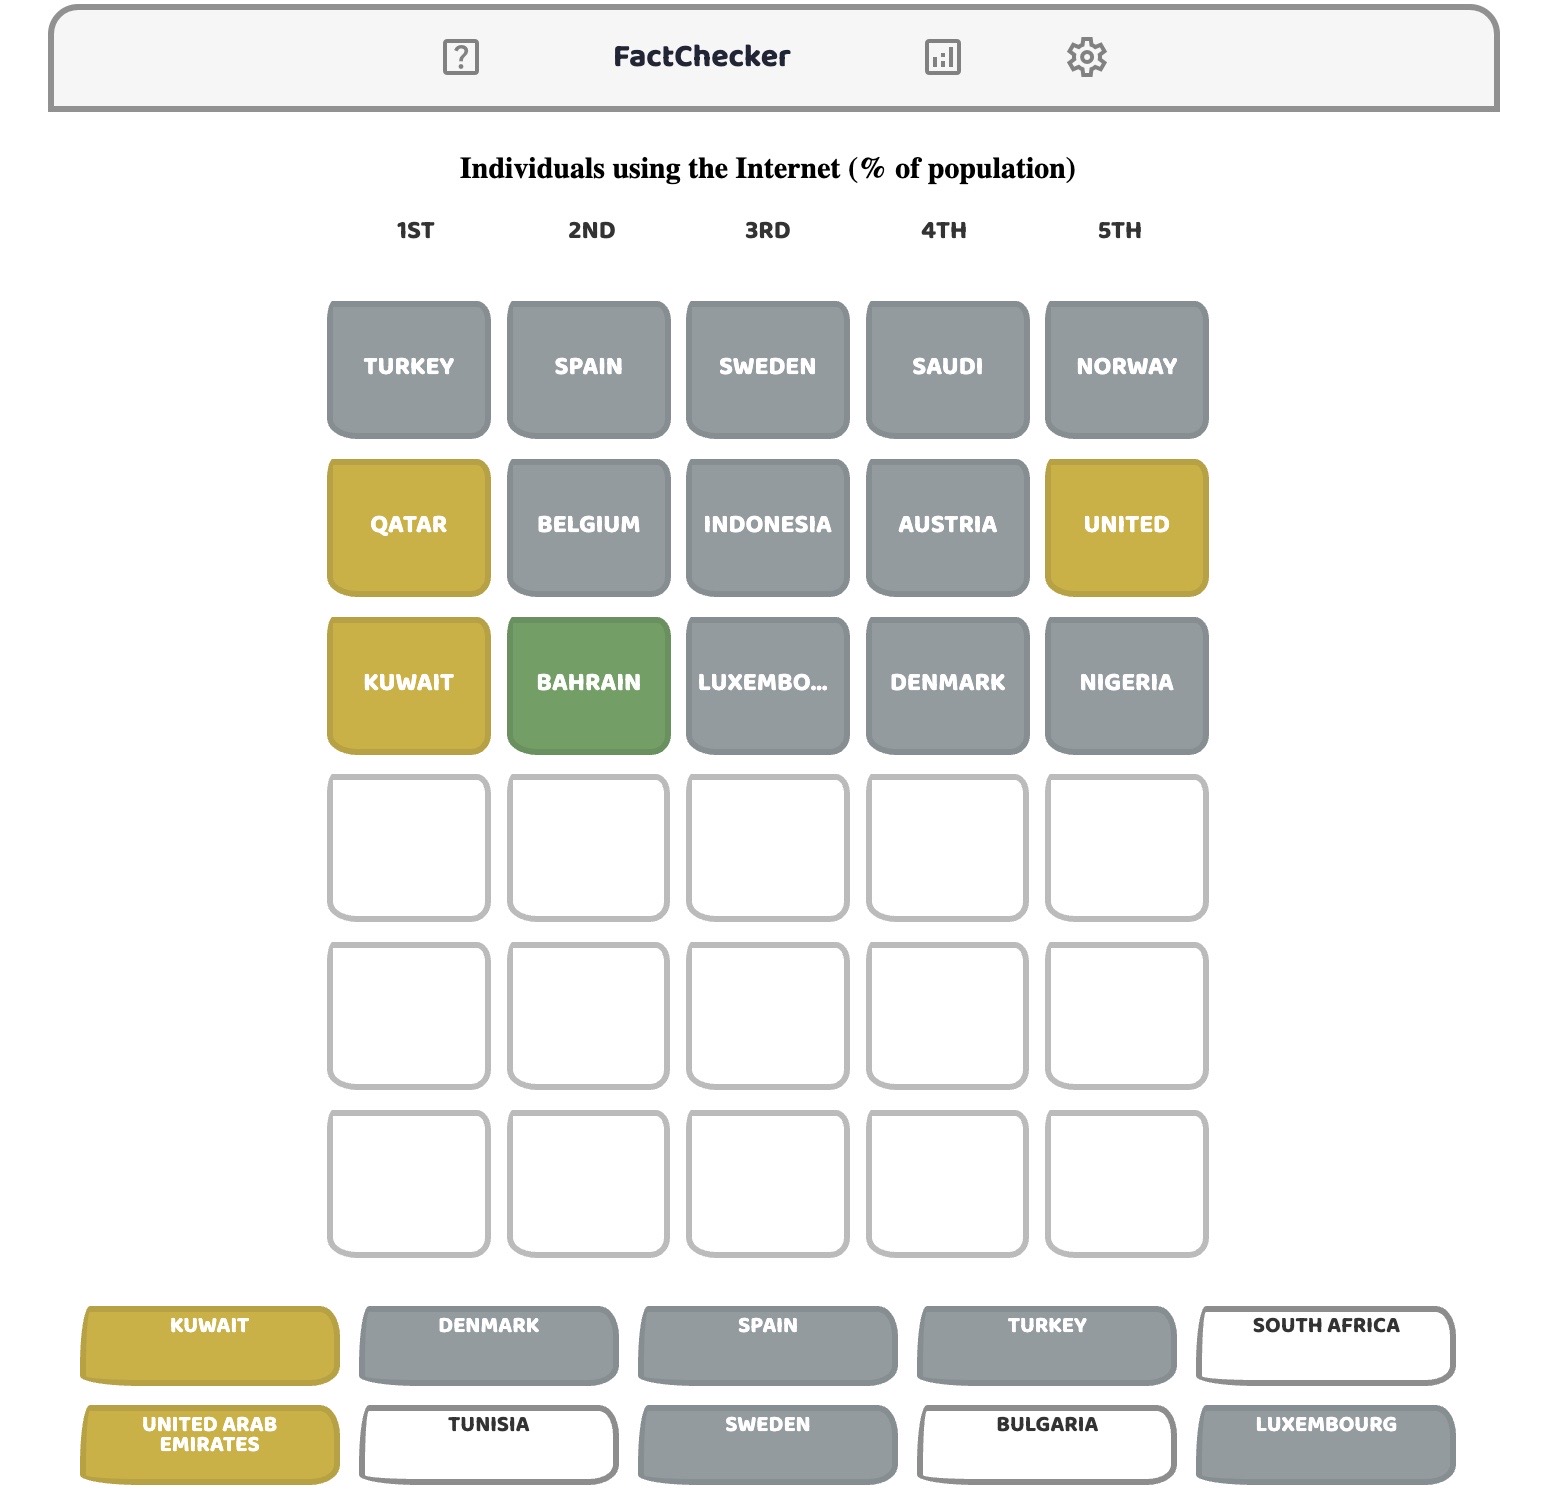 FactChecker
Individuals using the Internet (% of population)
1ST 2ND 3RD 4TH 5TH
TURKEY SPAIN SWEDEN SAUDI NORWAY
QATAR BELGIUM INDONESIA AUSTRIA UNITED
KUWAIT BAHRAIN LUXEMBO... DENMARK NIGERIA
KUWAIT DENMARK SPAIN TURKEY SOUTH AFRICA
UNITED ARAB EMIRATES TUNISIA SWEDEN BULGARIA LUXEMBOURG